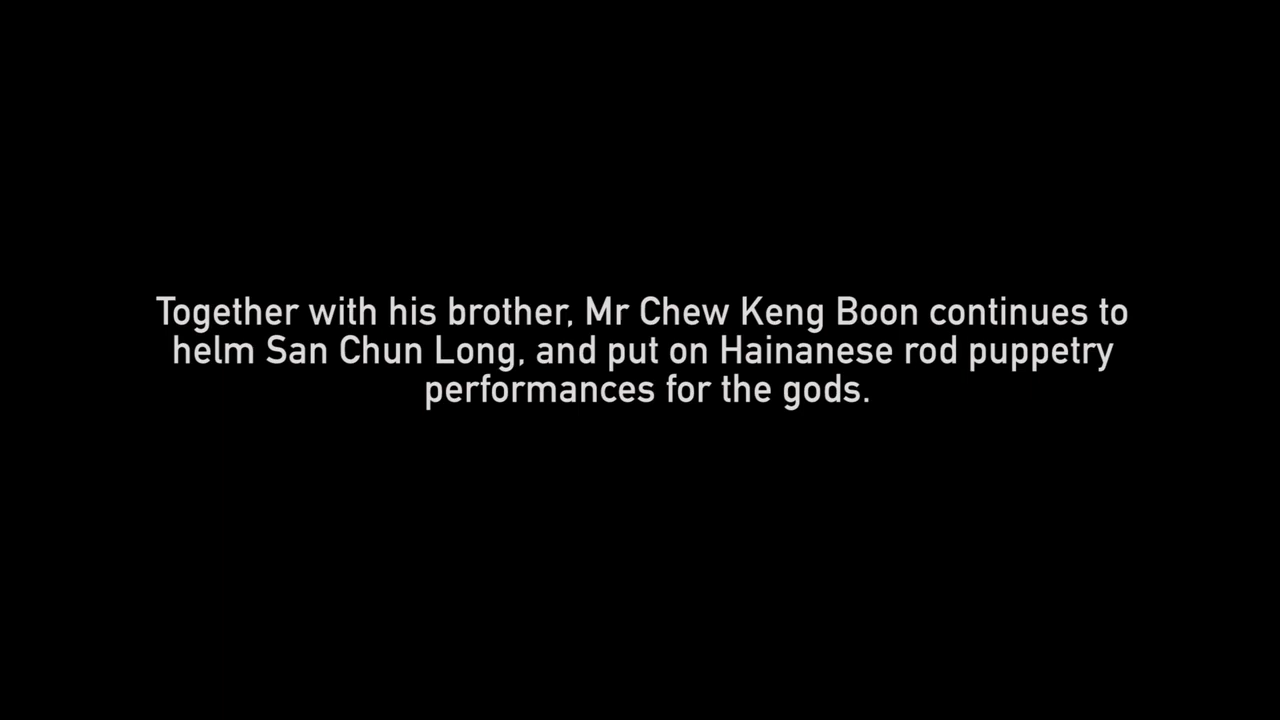 Together with his brother, Mr Chew Keng Boon continues to
helm San Chun Long, and put on Hainanese rod puppetry
performances for the gods.